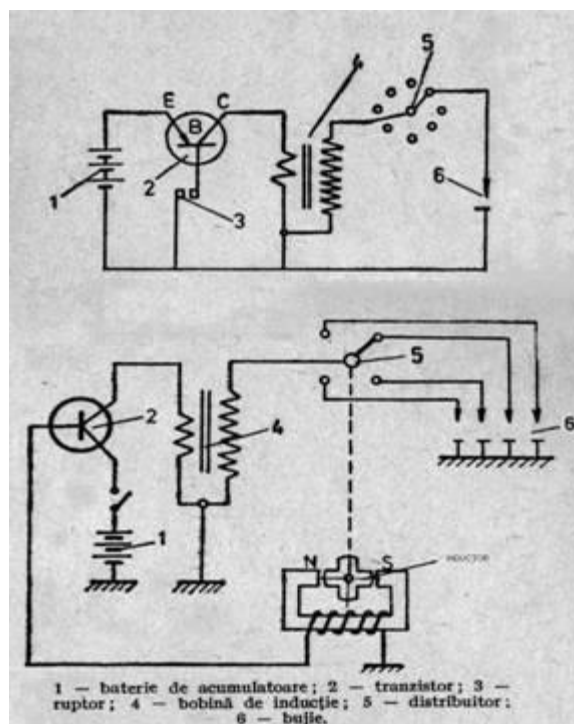 4
5
E
C
B
1
2
3
6
2
4
5
6
1
N
S
INDUCTOR
1 — baterie de acumulatoare; 2 — tranzistor; 3 —
ruptor; 4 — bobină de inducție; 5 — distribuitor;
6 — bujie.